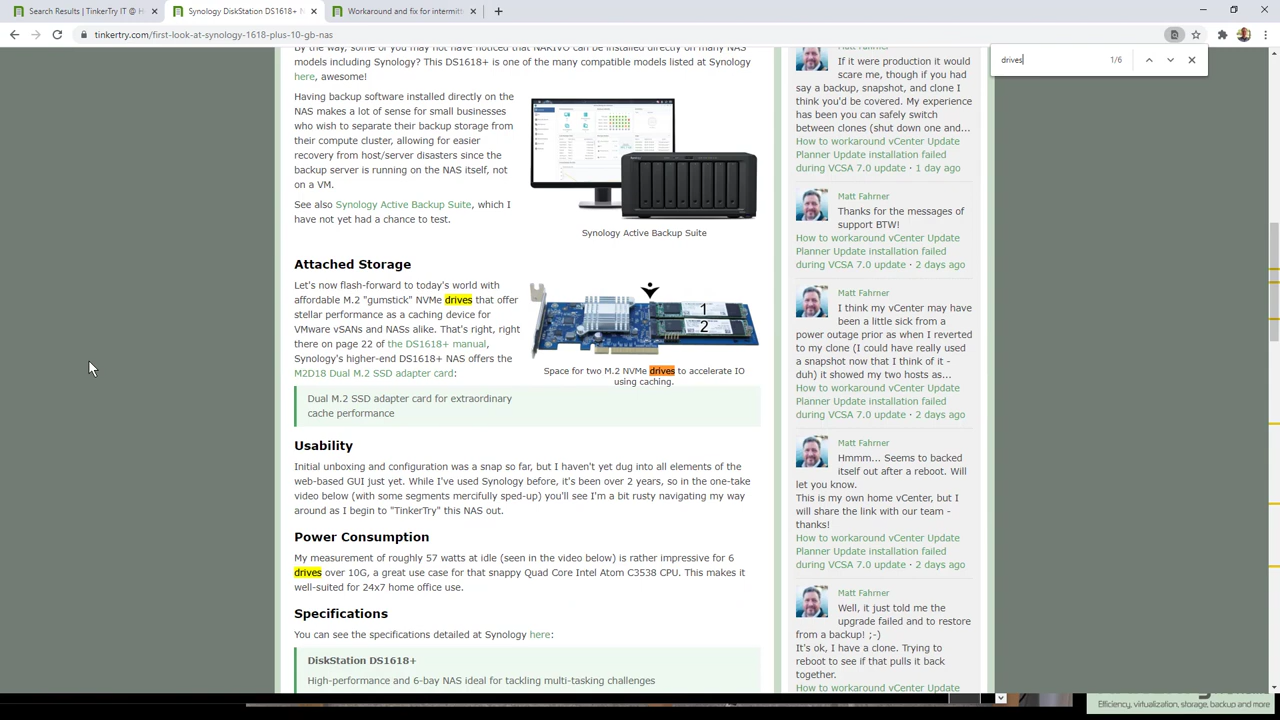 Search Results | TinkerTry IT @ H
Synology DiskStation DS1618+ N
Workaround and fix for intermitt
tinkertry.com/first-look-at-synology-1618-plus-10-gb-nas
drives
1/6
By the way, some of you may not have noticed that NAKIVO can be installed directly on many NAS
models including Synology? This DS1618+ is one of the many compatible models listed at Synology
here, awesome!
Having backup software installed directly on the
NAS makes a lot of sense for small businesses
who wish to separate their backup storage from
their compute cluster, allowing for easier
recovery from host/server disasters since the
backup server is running on the NAS itself, not
on a VM.
See also Synology Active Backup Suite, which I
have not yet had a chance to test.
Synology Active Backup Suite
Attached Storage
Let's now flash-forward to today's world with
affordable M.2 "gumstick" NVMe drives that offer
stellar performance as a caching device for
VMware vSANs and NASs alike. That's right, right
there on page 22 of the DS1618+ manual,
Synology's higher-end DS1618+ NAS offers the
M2D18 Dual M.2 SSD adapter card:
1
2
Space for two M.2 NVMe drives to accelerate IO
using caching.
Dual M.2 SSD adapter card for extraordinary
cache performance
Usability
Initial unboxing and configuration was a snap so far, but I haven't yet dug into all elements of the
web-based GUI just yet. While I've used Synology before, it's been over 2 years, so in the one-take
video below (with some segments mercifully sped-up) you'll see I'm a bit rusty navigating my way
around as I begin to "TinkerTry" this NAS out.
Power Consumption
My measurement of roughly 57 watts at idle (seen in the video below) is rather impressive for 6
drives over 10G, a great use case for that snappy Quad Core Intel Atom C3538 CPU. This makes it
well-suited for 24x7 home office use.
Specifications
You can see the specifications detailed at Synology here:
DiskStation DS1618+
High-performance and 6-bay NAS ideal for tackling multi-tasking challenges
Matt Fahrner
If it were production it would
scare me, though if you had
say a backup, snapshot, and clone I
think you'd be covered. My experience
has been you can safely switch
between clones (shut down one and...
How to workaround vCenter Update
Planner Update installation failed
during VCSA 7.0 update · 1 day ago
Matt Fahrner
Thanks for the messages of
support BTW!
How to workaround vCenter Update
Planner Update installation failed
during VCSA 7.0 update · 2 days ago
Matt Fahrner
I think my vCenter may have
been a little sick from a
power outage prior as when I reverted
to my clone (I could have really used
a snapshot now that I think of it -
duh) it showed my two hosts as...
How to workaround vCenter Update
Planner Update installation failed
during VCSA 7.0 update · 2 days ago
Matt Fahrner
Hmmm... Seems to backed
itself out after a reboot. Will
let you know.
This is my own home vCenter, but I
will share the link with our team -
thanks!
How to workaround vCenter Update
Planner Update installation failed
during VCSA 7.0 update · 2 days ago
Matt Fahrner
Well, it just told me the
upgrade failed and to restore
from a backup! ;-)
It's ok, I have a clone. Trying to
reboot to see if that pulls it back
together.
How to workaround vCenter Update
Efficiency, virtualization, storage, backup and more